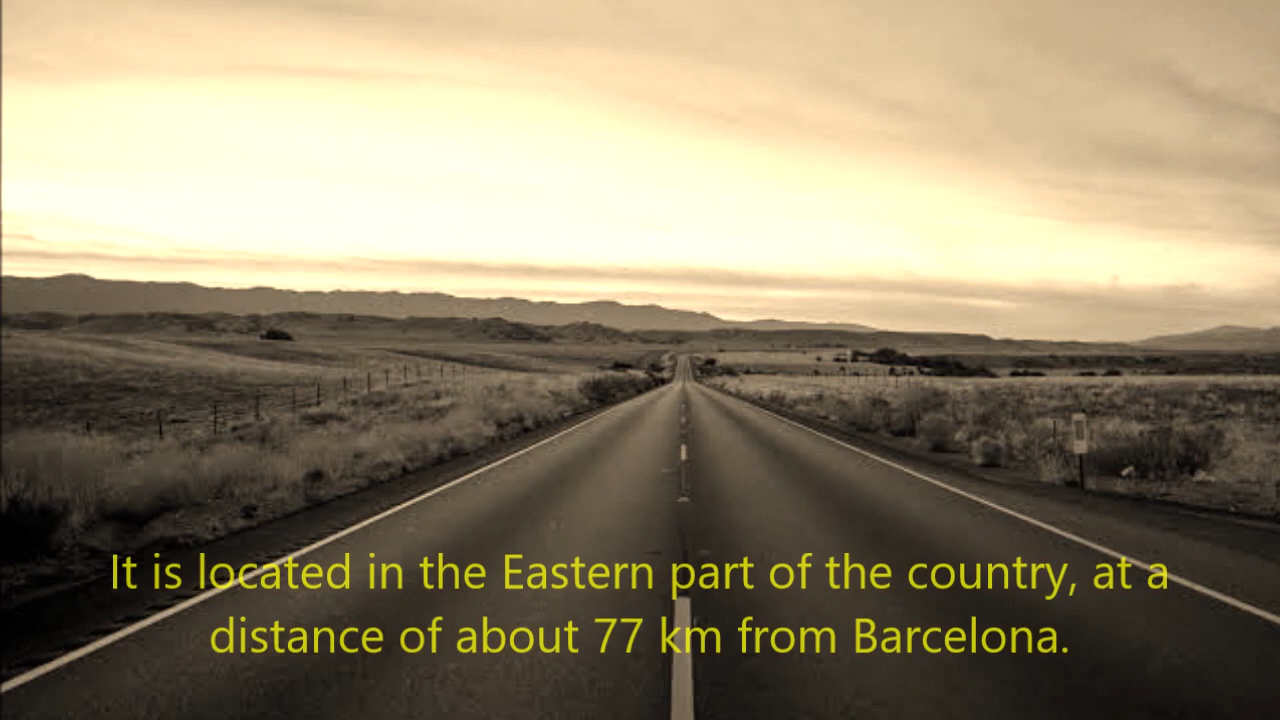 It is located in the Eastern part of the country, at a
distance of about 77 km from Barcelona.